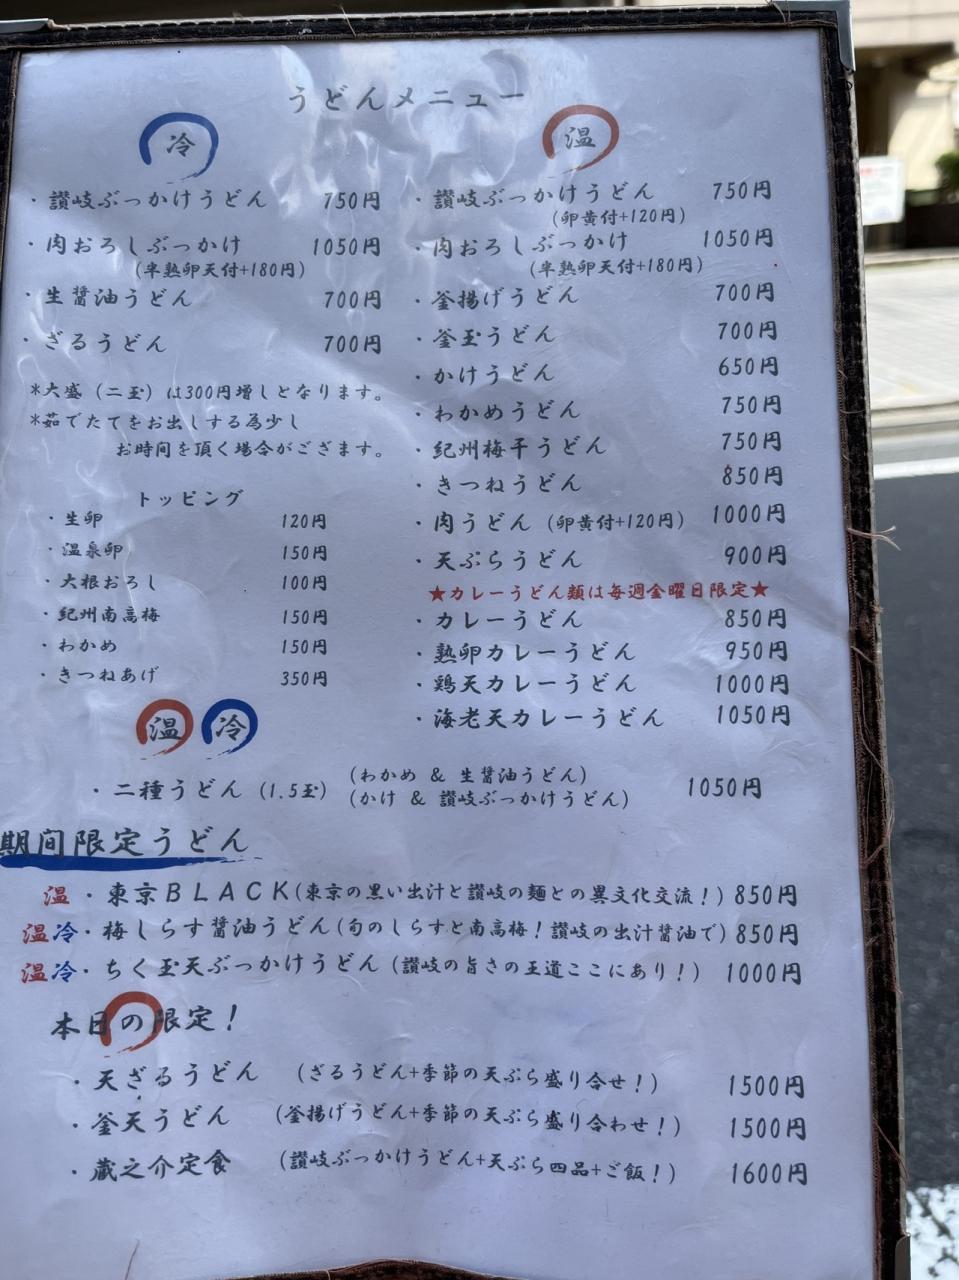 うどんメニュー
冷
・讃岐ぶっかけうどん 750円
・肉おろしぶっかけ 1050円
(半熟卵天付+180円)
・生醤油うどん 700円
・ざるうどん 700円
*大盛（二玉）は300円増しとなります。
*茹でたてをお出しする為少し
お時間を頂く場合がござます。
トッピング
・生卵 120円
・温泉卵 150円
・大根おろし 100円
・紀州南高梅 150円
・わかめ 150円
・きつねあげ 350円
温
・讃岐ぶっかけうどん 750円
(卵黄付+120円)
・肉おろしぶっかけ 1050円
(半熟卵天付+180円)
・釜揚げうどん 700円
・釜玉うどん 700円
・かけうどん 650円
・わかめうどん 750円
・紀州梅干うどん 750円
・きつねうどん 850円
・肉うどん (卵黄付+120円) 1000円
・天ぷらうどん 900円
★カレーうどん類は毎週金曜日限定★
・カレーうどん 850円
・熟卵カレーうどん 950円
・鶏天カレーうどん 1000円
・海老天カレーうどん 1050円
温 冷
・二種うどん (1.5玉) (わかめ & 生醤油うどん)
(かけ & 讃岐ぶっかけうどん) 1050円
期間限定うどん
温・東京BLACK(東京の黒い出汁と讃岐の麺との異文化交流！) 850円
温冷・梅しらす醤油うどん(旬のしらすと南高梅！讃岐の出汁醤油で) 850円
温冷・ちく玉天ぶっかけうどん (讃岐の旨さの王道ここにあり！) 1000円
本日の限定！
・天ざるうどん (ざるうどん+季節の天ぷら盛り合せ！) 1500円
・釜天うどん (釜揚げうどん+季節の天ぷら盛り合わせ！) 1500円
・蔵之介定食 (讃岐ぶっかけうどん+天ぷら四品+ご飯！) 1600円